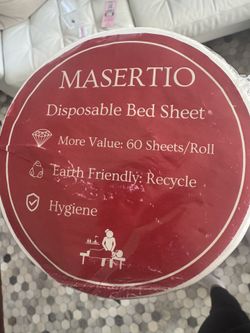 MASERTIO
Disposable Bed Sheet
More Value: 60 Sheets/Roll
Earth Friendly: Recycle
Hygiene